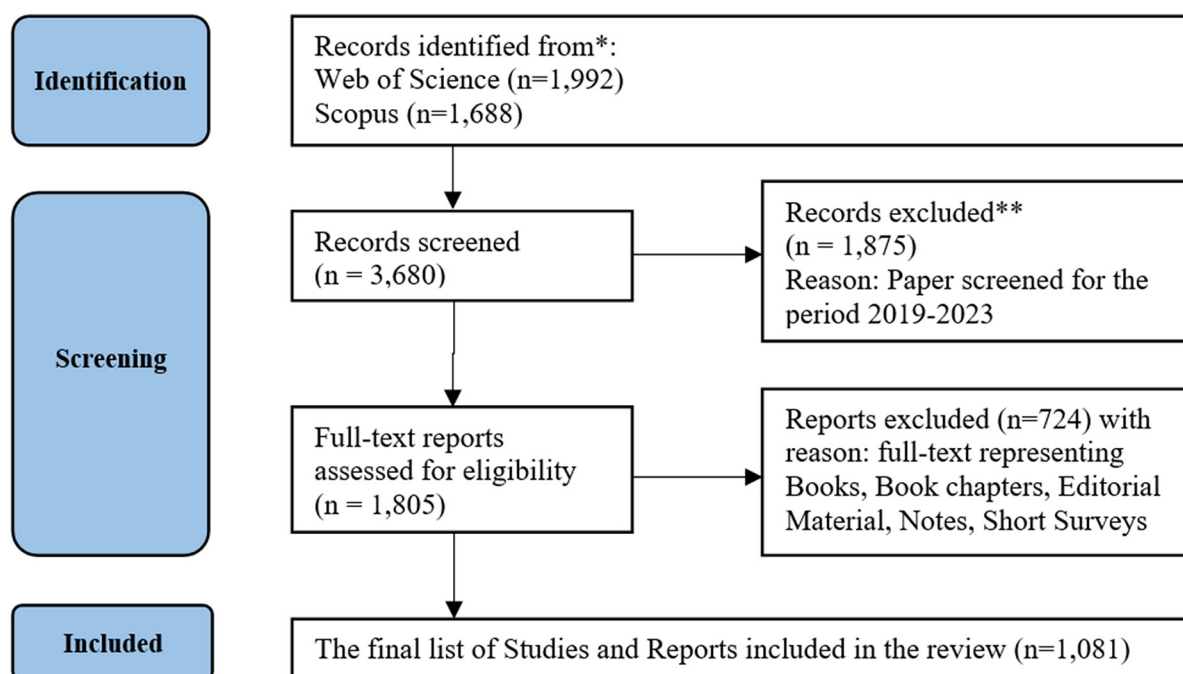 Identification
Records identified from*:
Web of Science (n=1,992)
Scopus (n=1,688)
Screening
Records screened
(n = 3,680)
Records excluded**
(n = 1,875)
Reason: Paper screened for the
period 2019-2023
Full-text reports
assessed for eligibility
(n = 1,805)
Reports excluded (n=724) with
reason: full-text representing
Books, Book chapters, Editorial
Material, Notes, Short Surveys
Included
The final list of Studies and Reports included in the review (n=1,081)